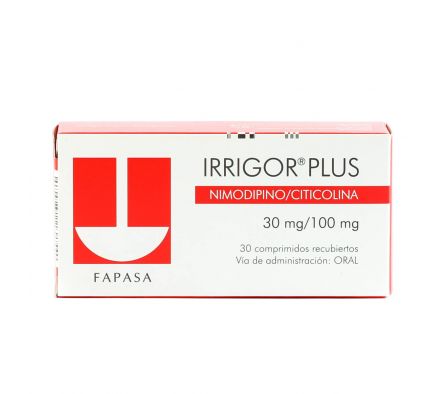 IRRIGOR® PLUS
NIMODIPINO/CITICOLINA
30 mg/100 mg
30 comprimidos recubiertos
Vía de administración: ORAL
FAPASA